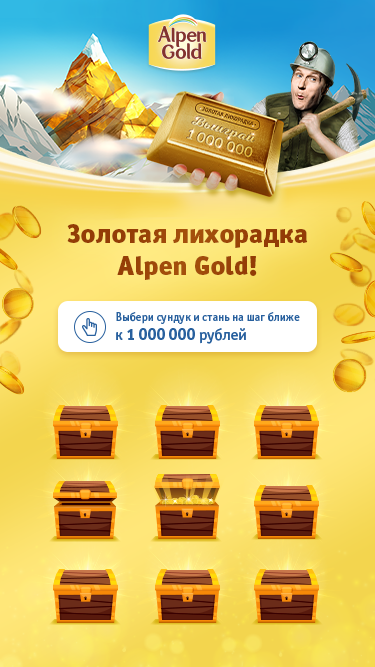 Alpen
Gold
ЗОЛОТАЯ ЛИХОРАДКА
Выиграй
1 000 000
Золотая лихорадка
Alpen Gold!
Выбери сундук и стань на шаг ближе
к 1 000 000 рублей